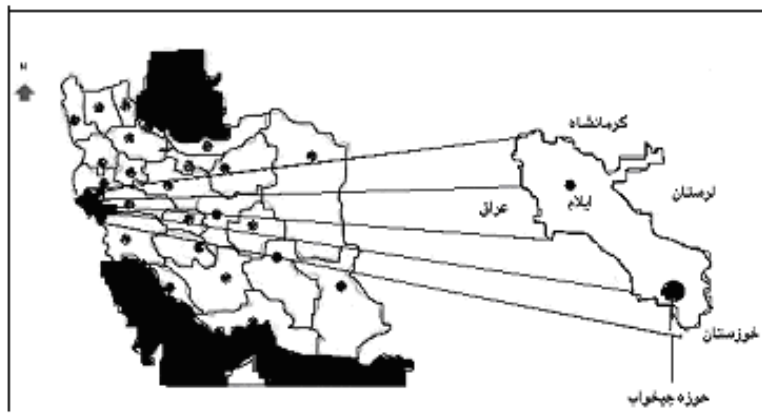 N
کرمانشاه
لرستان
ایلام
عراق
خوزستان
حوزه چیخواب